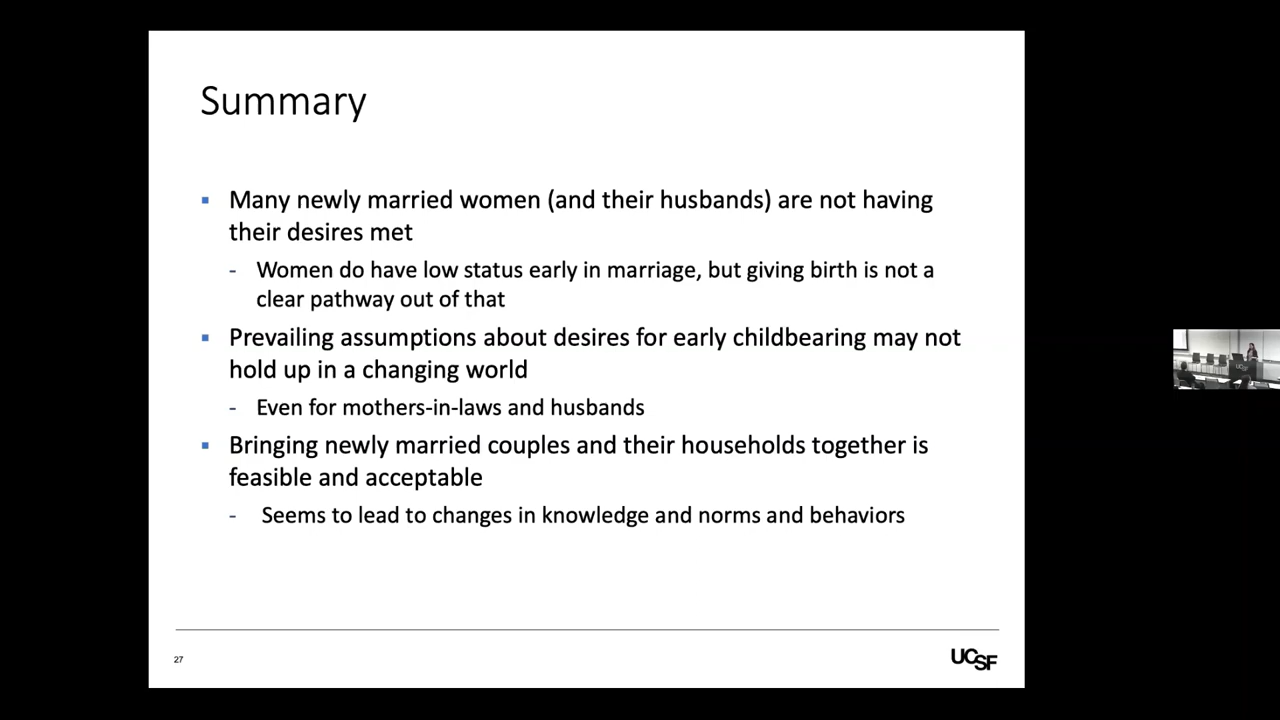 Summary
▪ Many newly married women (and their husbands) are not having
their desires met
- Women do have low status early in marriage, but giving birth is not a
clear pathway out of that
▪ Prevailing assumptions about desires for early childbearing may not
hold up in a changing world
- Even for mothers-in-laws and husbands
▪ Bringing newly married couples and their households together is
feasible and acceptable
- Seems to lead to changes in knowledge and norms and behaviors
27
UCSF
UCSF